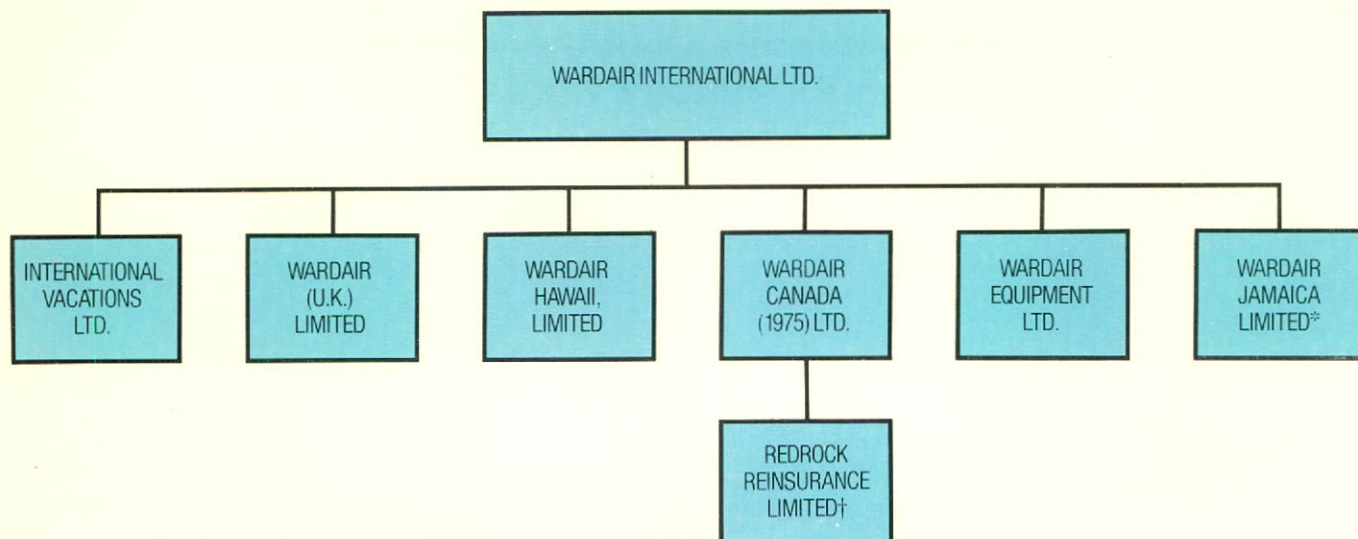 WARDAIR INTERNATIONAL LTD.
INTERNATIONAL
VACATIONS
LTD.
WARDAIR
(U.K.)
LIMITED
WARDAIR
HAWAII,
LIMITED
WARDAIR
CANADA
(1975) LTD.
WARDAIR
EQUIPMENT
LTD.
WARDAIR
JAMAICA
LIMITED*
REDROCK
REINSURANCE
LIMITED†